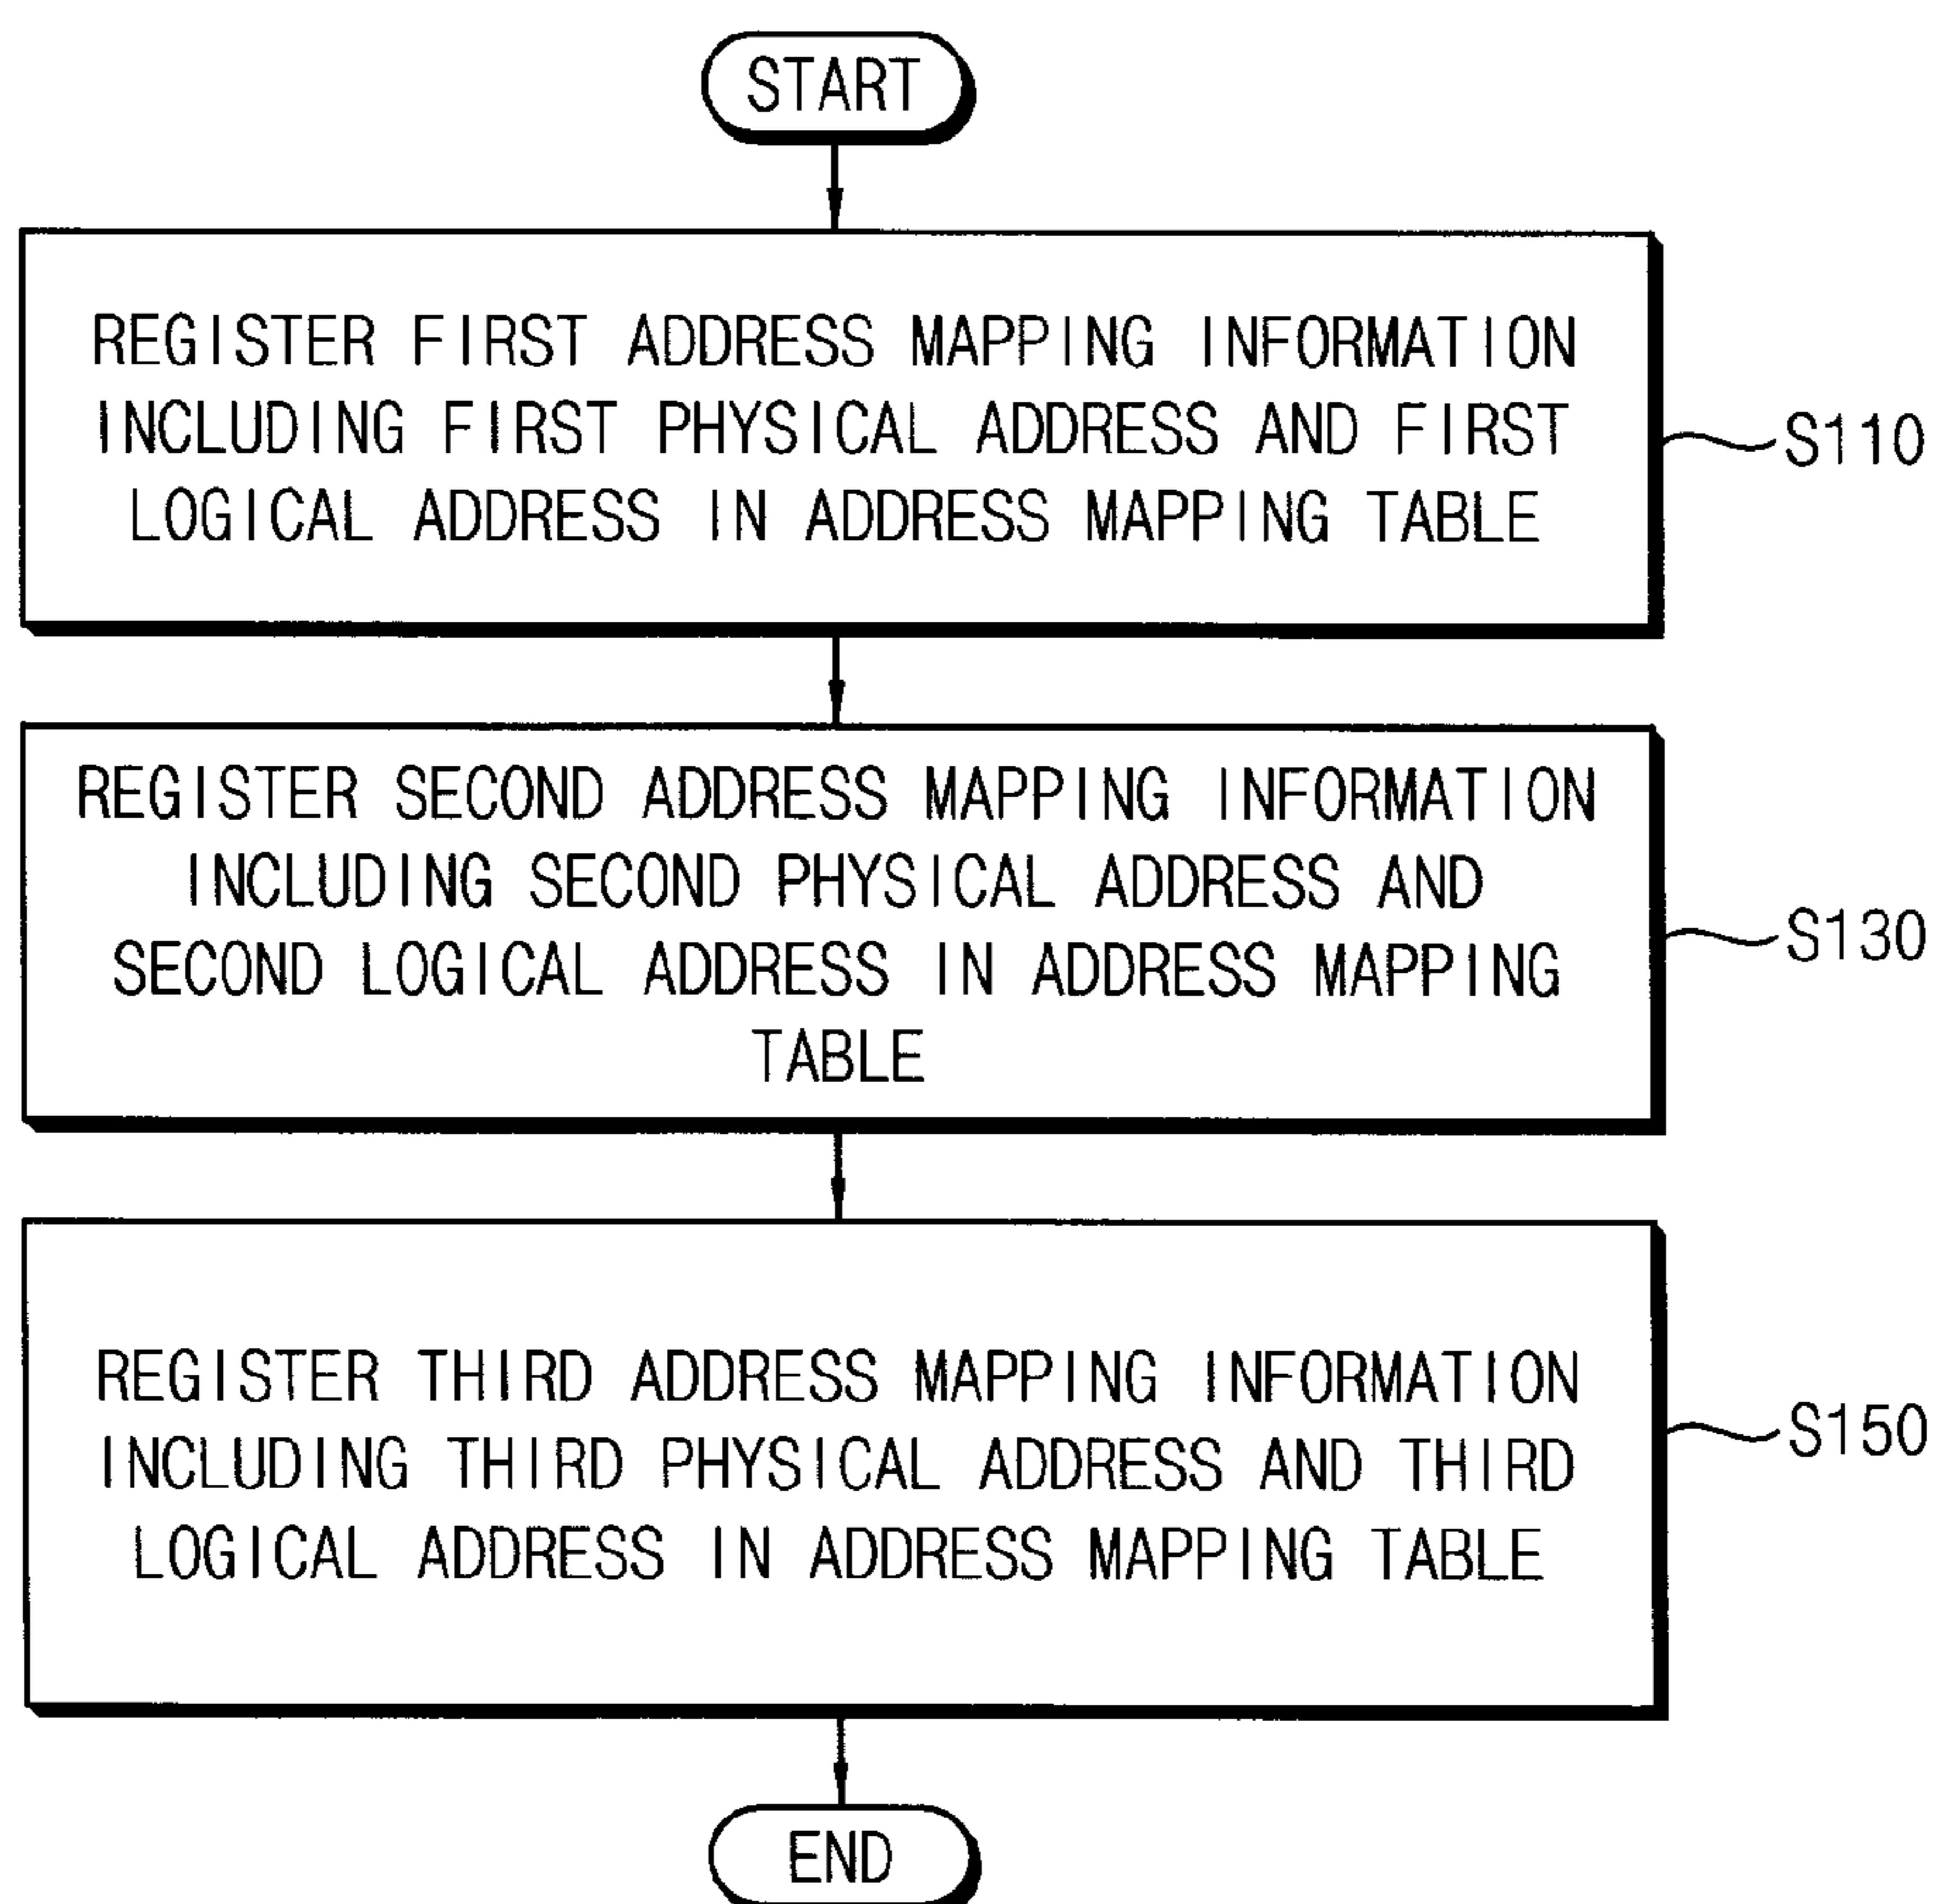 START
REGISTER FIRST ADDRESS MAPPING INFORMATION
INCLUDING FIRST PHYSICAL ADDRESS AND FIRST
LOGICAL ADDRESS IN ADDRESS MAPPING TABLE
S110
REGISTER SECOND ADDRESS MAPPING INFORMATION
INCLUDING SECOND PHYSICAL ADDRESS AND
SECOND LOGICAL ADDRESS IN ADDRESS MAPPING
TABLE
S130
REGISTER THIRD ADDRESS MAPPING INFORMATION
INCLUDING THIRD PHYSICAL ADDRESS AND THIRD
LOGICAL ADDRESS IN ADDRESS MAPPING TABLE
S150
END